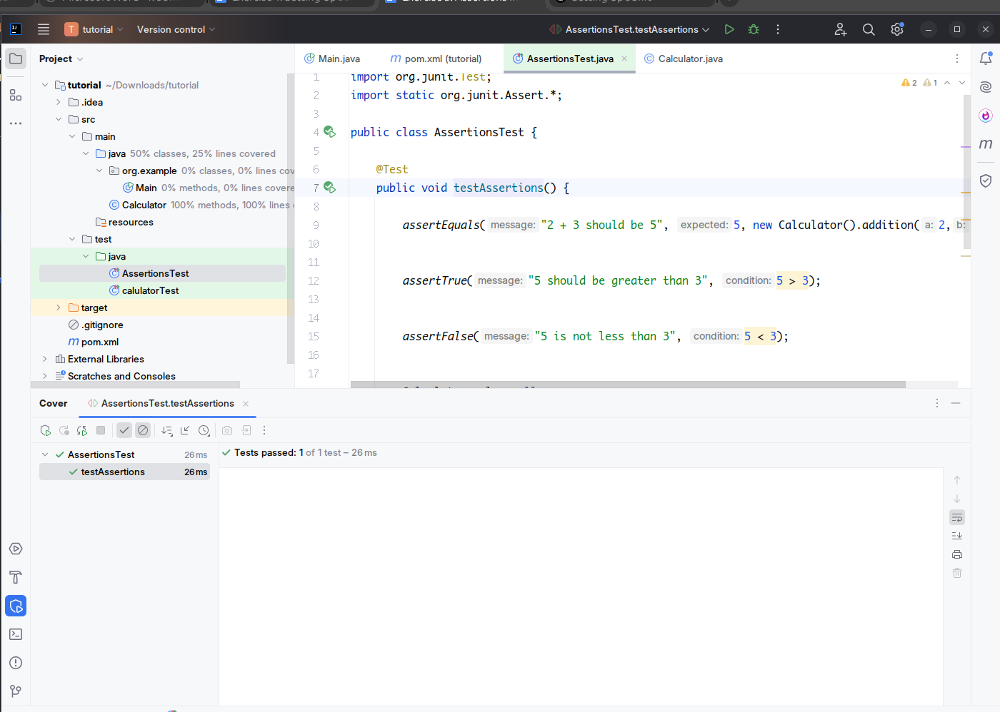 tutorial
Version control
AssertionsTest.testAssertions
Project
Main.java
pom.xml (tutorial)
AssertionsTest.java
Calculator.java
tutorial ~/Downloads/tutorial
.idea
src
main
java 50% classes, 25% lines covered
org.example 0% classes, 0% lines cov
Main 0% methods, 0% lines covere
Calculator 100% methods, 100% lines
resources
test
java
AssertionsTest
calulatorTest
target
.gitignore
pom.xml
External Libraries
Scratches and Consoles
2 1
1 import org.junit.Test;
2 import static org.junit.Assert.*;
3
4 public class AssertionsTest {
5
6 @Test
7 public void testAssertions() {
8
9 assertEquals( message: "2 + 3 should be 5", expected: 5, new Calculator().addition( a: 2, b:
10
11
12 assertTrue( message: "5 should be greater than 3", condition: 5 > 3);
13
14
15 assertFalse( message: "5 is not less than 3", condition: 5 < 3);
16
17
Cover
AssertionsTest.testAssertions
AssertionsTest 26 ms
testAssertions 26 ms
Tests passed: 1 of 1 test – 26 ms